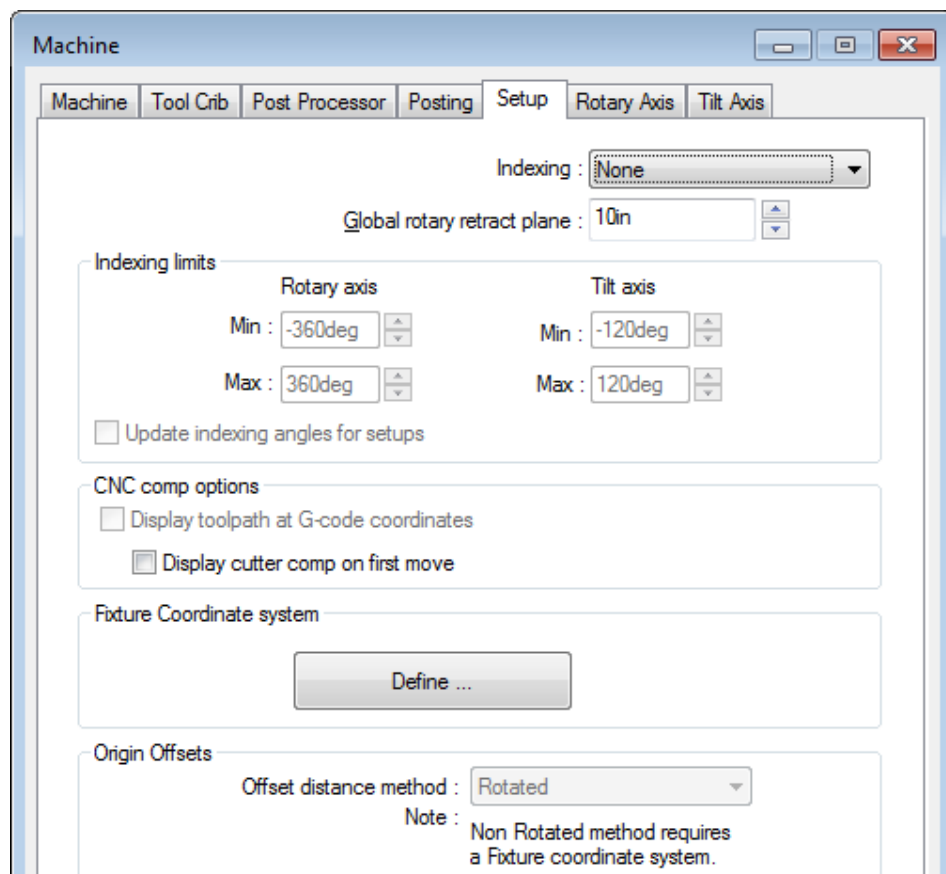 Machine
Machine Tool Crib Post Processor Posting Setup Rotary Axis Tilt Axis
Indexing : None
Global rotary retract plane : 10in
Indexing limits
Rotary axis Tilt axis
Min : -360deg Min : -120deg
Max : 360deg Max : 120deg
Update indexing angles for setups
CNC comp options
Display toolpath at G-code coordinates
Display cutter comp on first move
Fixture Coordinate system
Define ...
Origin Offsets
Offset distance method : Rotated
Note : Non Rotated method requires
a Fixture coordinate system.